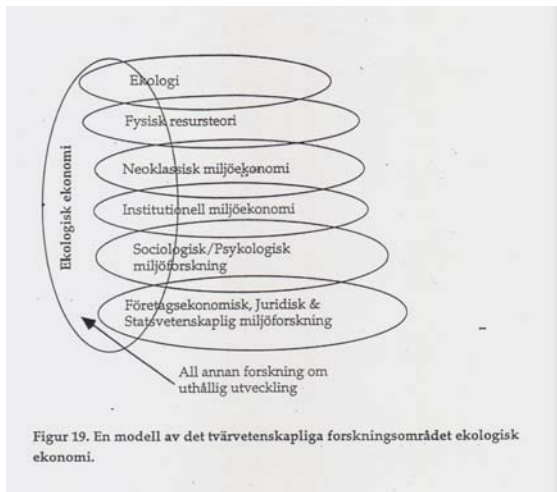 Ekologi
Fysisk resursteori
Neoklassisk miljöekonomi
Institutionell miljöekonomi
Ekologisk ekonomi
Sociologisk/Psykologisk
miljöforskning
Företagsekonomisk, Juridisk &
Statsvetenskaplig miljöforskning
All annan forskning om
uthållig utveckling
Figur 19. En modell av det tvärvetenskapliga forskningsområdet ekologisk
ekonomi.